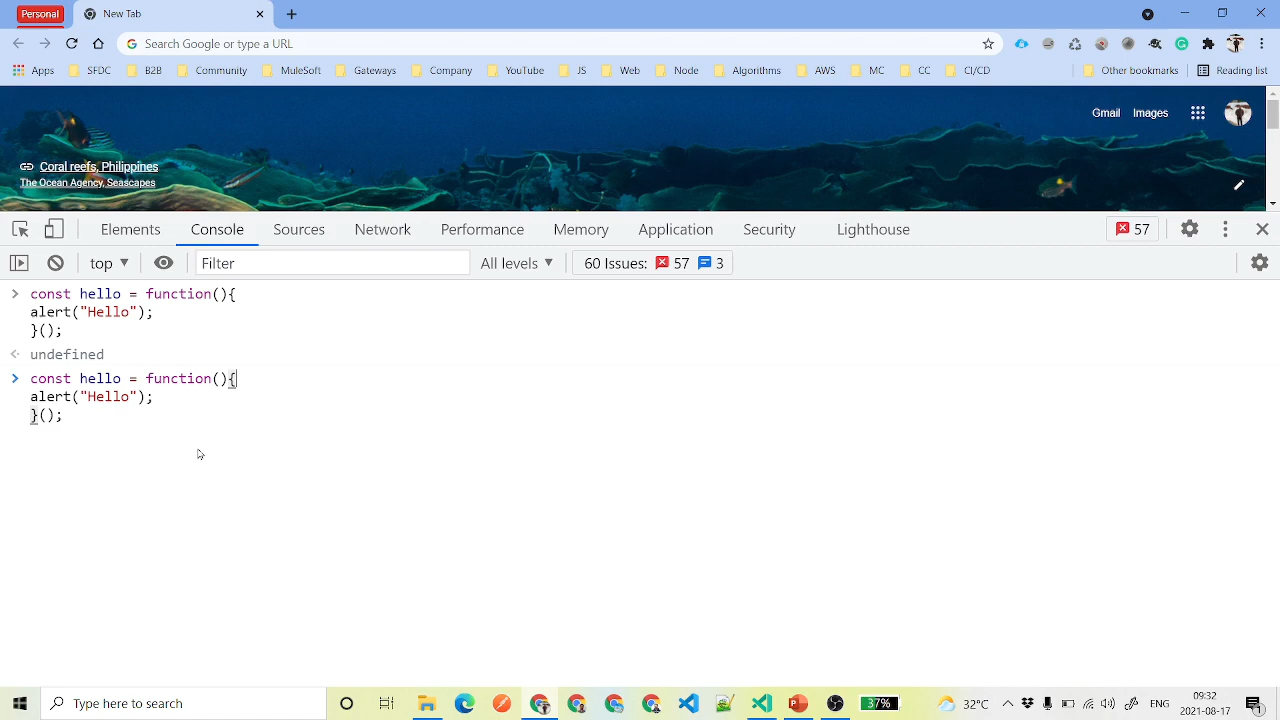 Personal
New Tab
Search Google or type a URL
Apps SFDC B2B Community MuleSoft Gateways Company YouTube JS Web Node Algorithms AWS MC CC CI/CD Other bookmarks Reading list
Gmail Images
Coral reefs, Philippines
The Ocean Agency, Seascapes
Elements Console Sources Network Performance Memory Application Security Lighthouse 57
top Filter All levels 60 Issues: 57 3
const hello = function(){
alert("Hello");
}();
undefined
const hello = function(){
alert("Hello");
}();
Type here to search 37% 32°C ENG 09:32
2021-08-17 1